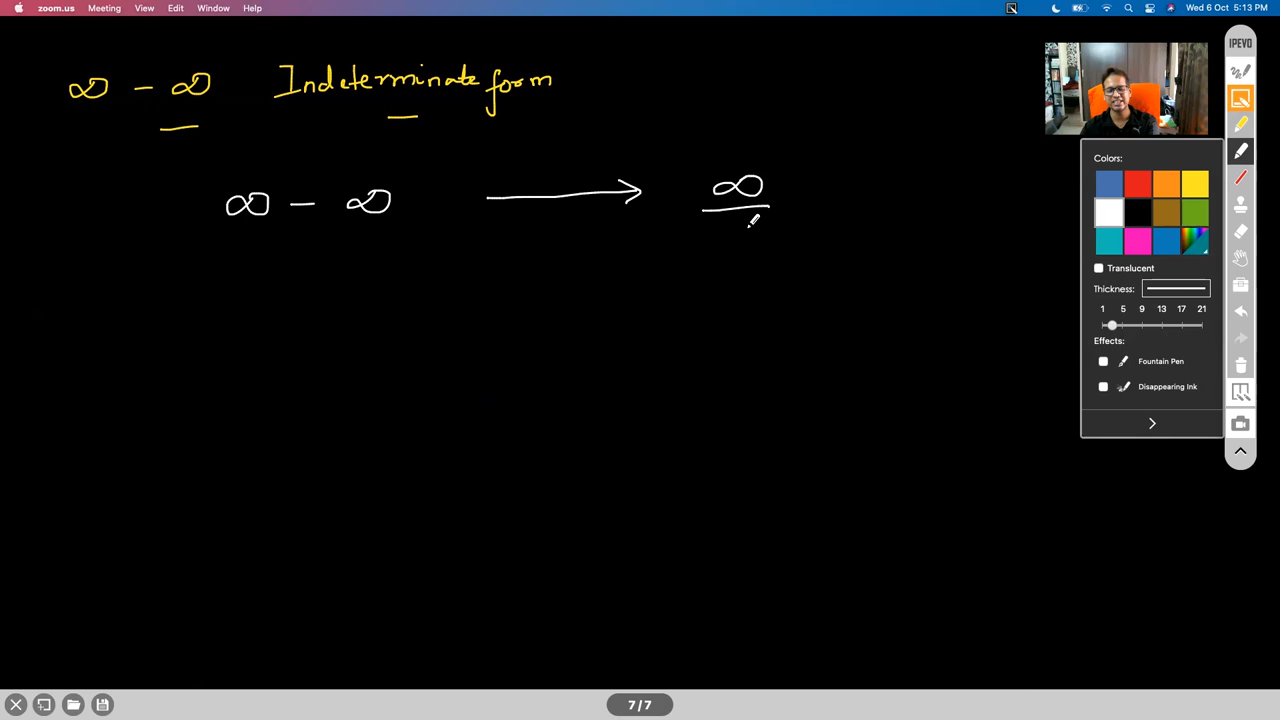 zoom.us Meeting View Edit Window Help Wed 6 Oct 5:13 PM
IPEVO
∞ - ∞ Indeterminate form
∞ - ∞ → ∞
Colors:
Translucent
Thickness:
1 5 9 13 17 21
Effects:
Fountain Pen
Disappearing Ink
7/7